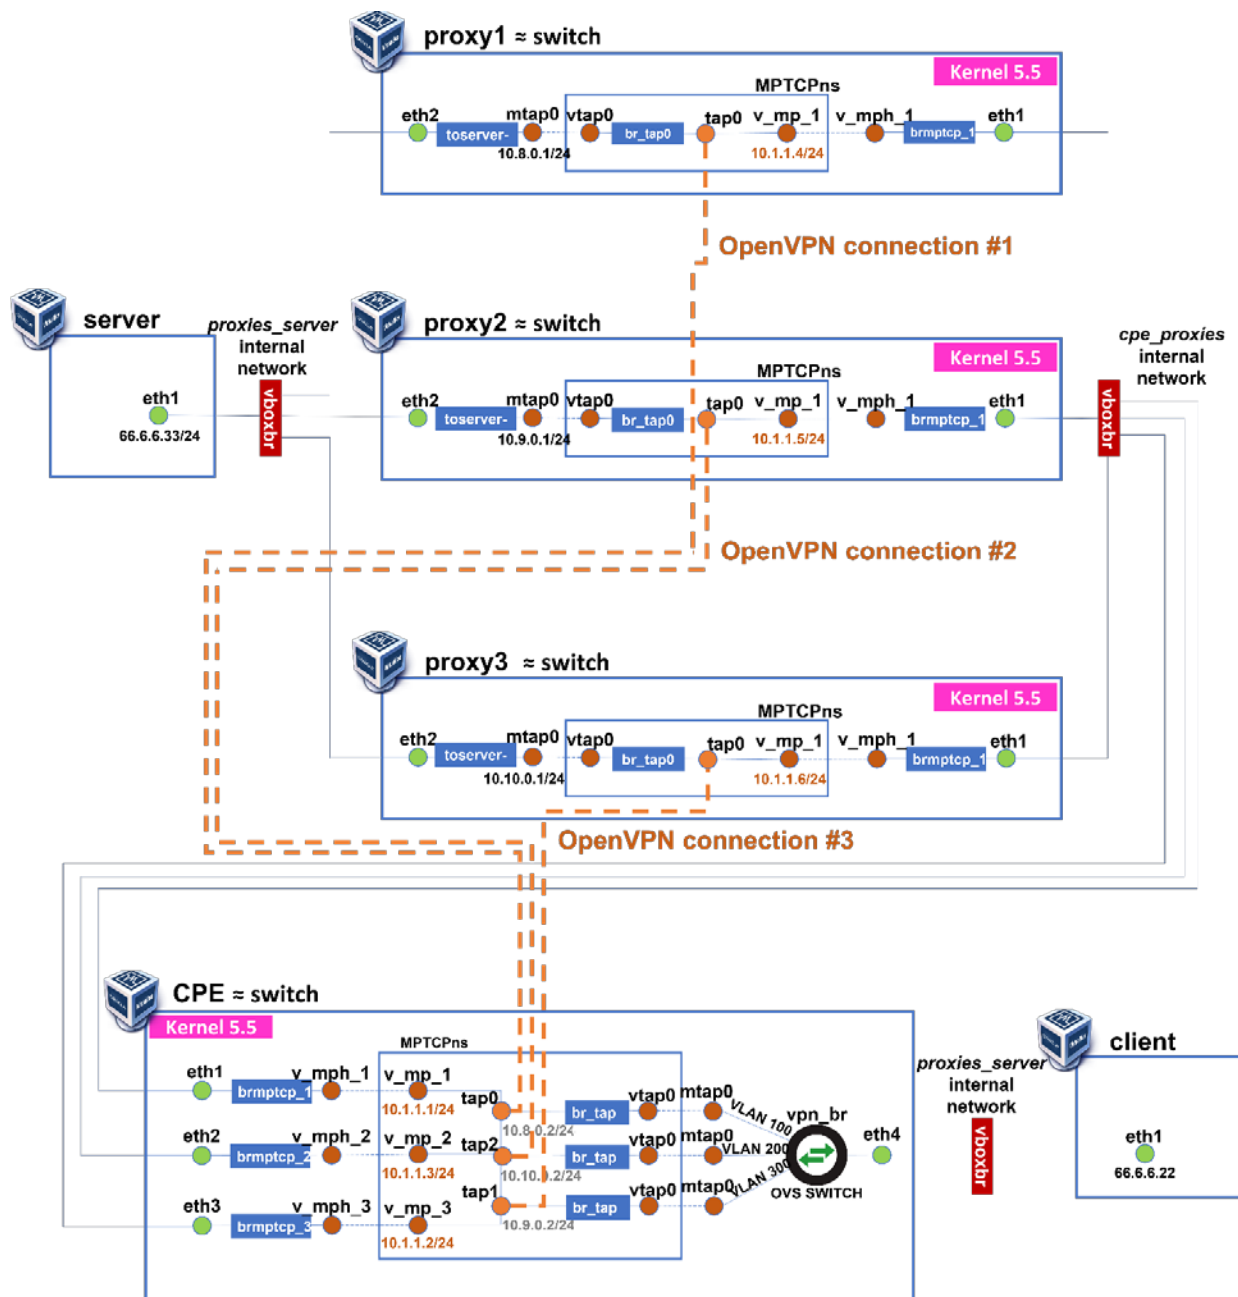 proxy1 ≈ switch
Kernel 5.5
MPTCPns
eth2
mtap0
vtap0
tap0
v_mp_1
v_mph_1
eth1
toserver-
br_tap0
brmptcp_1
10.8.0.1/24
10.1.1.4/24
OpenVPN connection #1
server
proxies_server
internal
network
eth1
66.6.6.33/24
vboxbr
proxy2 ≈ switch
Kernel 5.5
MPTCPns
eth2
mtap0
vtap0
tap0
v_mp_1
v_mph_1
eth1
toserver-
br_tap0
brmptcp_1
10.9.0.1/24
10.1.1.5/24
cpe_proxies
internal
network
vboxbr
OpenVPN connection #2
proxy3 ≈ switch
Kernel 5.5
MPTCPns
eth2
mtap0
vtap0
tap0
v_mp_1
v_mph_1
eth1
toserver-
br_tap0
brmptcp_1
10.10.0.1/24
10.1.1.6/24
OpenVPN connection #3
CPE ≈ switch
Kernel 5.5
MPTCPns
eth1
brmptcp_1
v_mph_1
v_mp_1
10.1.1.1/24
tap0
10.8.0.2/24
br_tap
vtap0
mtap0
VLAN 100
eth2
brmptcp_2
v_mph_2
v_mp_2
10.1.1.3/24
tap2
10.10.0.2/24
br_tap
vtap0
mtap0
VLAN 200
eth3
brmptcp_3
v_mph_3
v_mp_3
10.1.1.2/24
tap1
10.9.0.2/24
br_tap
vtap0
mtap0
VLAN 300
vpn_br
OVS SWITCH
eth4
proxies_server
internal
network
vboxbr
client
eth1
66.6.6.22